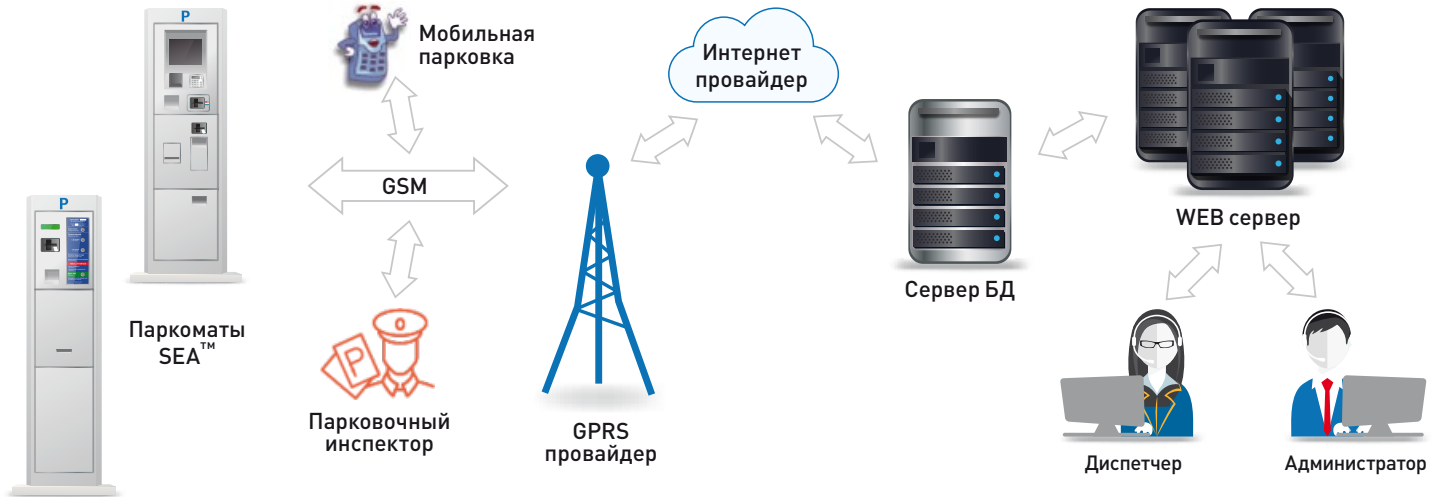 P
P
Паркоматы
SEA™
Мобильная
парковка
GSM
Парковочный
инспектор
P
GPRS
провайдер
Интернет
провайдер
Сервер БД
WEB сервер
Диспетчер
Администратор